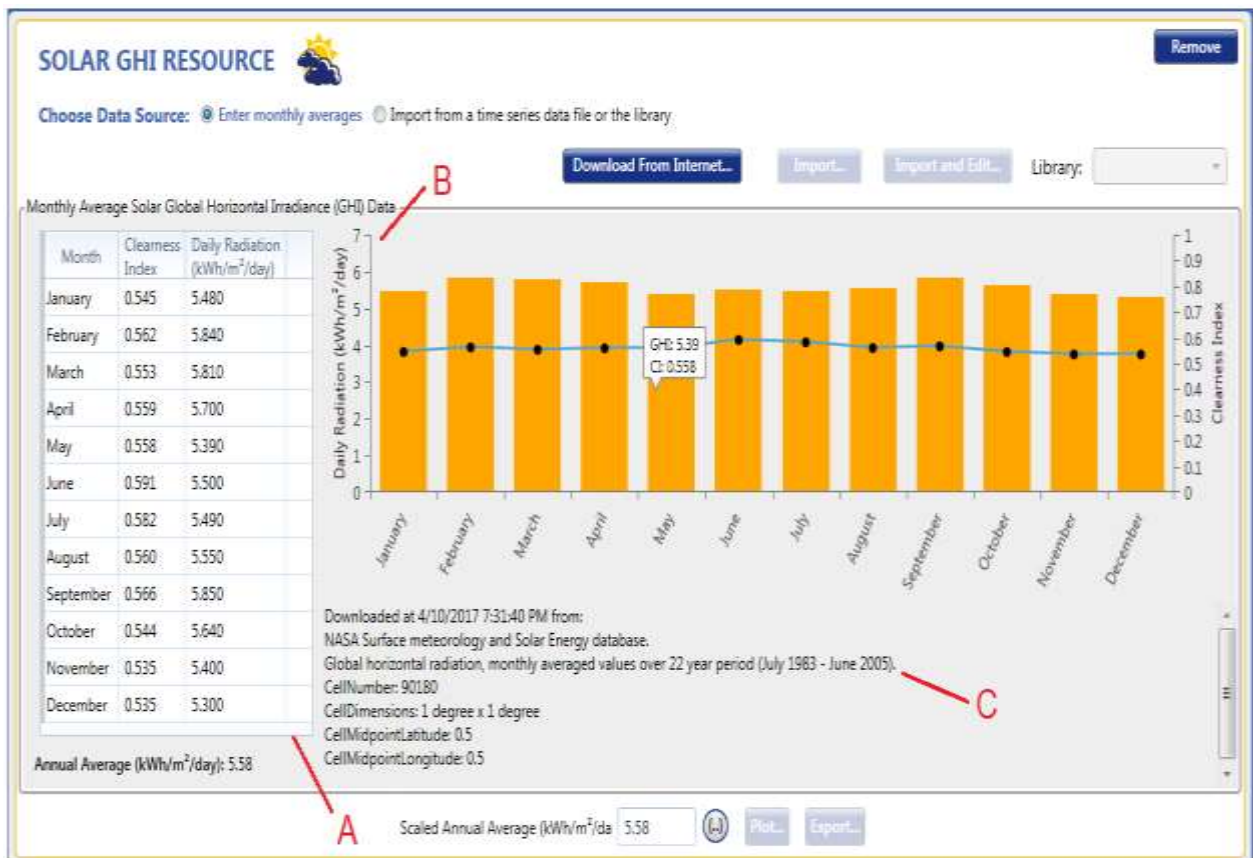 SOLAR GHI RESOURCE
Remove
Choose Data Source: Enter monthly averages Import from a time series data file or the library
Download From Internet... Import... Import and Edit... Library:
B
Monthly Average Solar Global Horizontal Irradiance (GHI) Data
Month Clearness Index Daily Radiation (kWh/m²/day)
January 0.545 5.480
February 0.562 5.840
March 0.553 5.810
April 0.559 5.700
May 0.558 5.390
June 0.591 5.500
July 0.582 5.490
August 0.560 5.550
September 0.566 5.850
October 0.544 5.640
November 0.535 5.400
December 0.535 5.300
Annual Average (kWh/m²/day): 5.58
Daily Radiation (kWh/m²/day)
7
6
5
4
3
2
1
0
GHI: 5.39
CI: 0.558
1
0.9
0.8
0.7
0.6
0.5
0.4
0.3
0.2
0.1
0
Clearness Index
January February March April May June July August September October November December
Downloaded at 4/10/2017 7:31:40 PM from:
NASA Surface meteorology and Solar Energy database.
Global horizontal radiation, monthly averaged values over 22 year period (July 1983 - June 2005).
CellNumber: 90180
CellDimensions: 1 degree x 1 degree
CellMidpointLatitude: 0.5
CellMidpointLongitude: 0.5
C
A
Scaled Annual Average (kWh/m²/da 5.58 (..) Plot... Export...